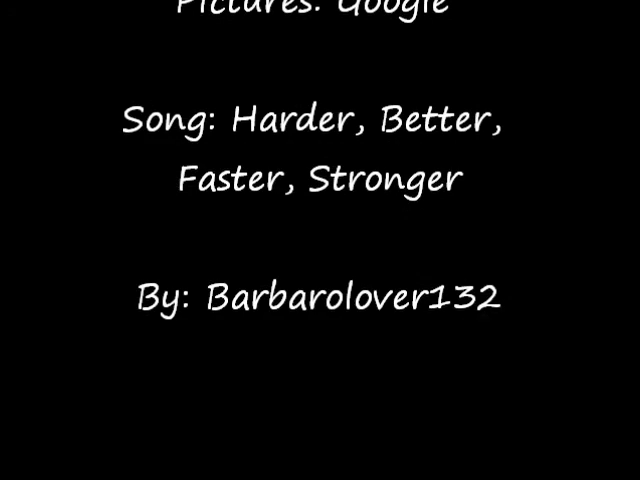 Pictures: Google
Song: Harder, Better,
Faster, Stronger
By: Barbarolover132